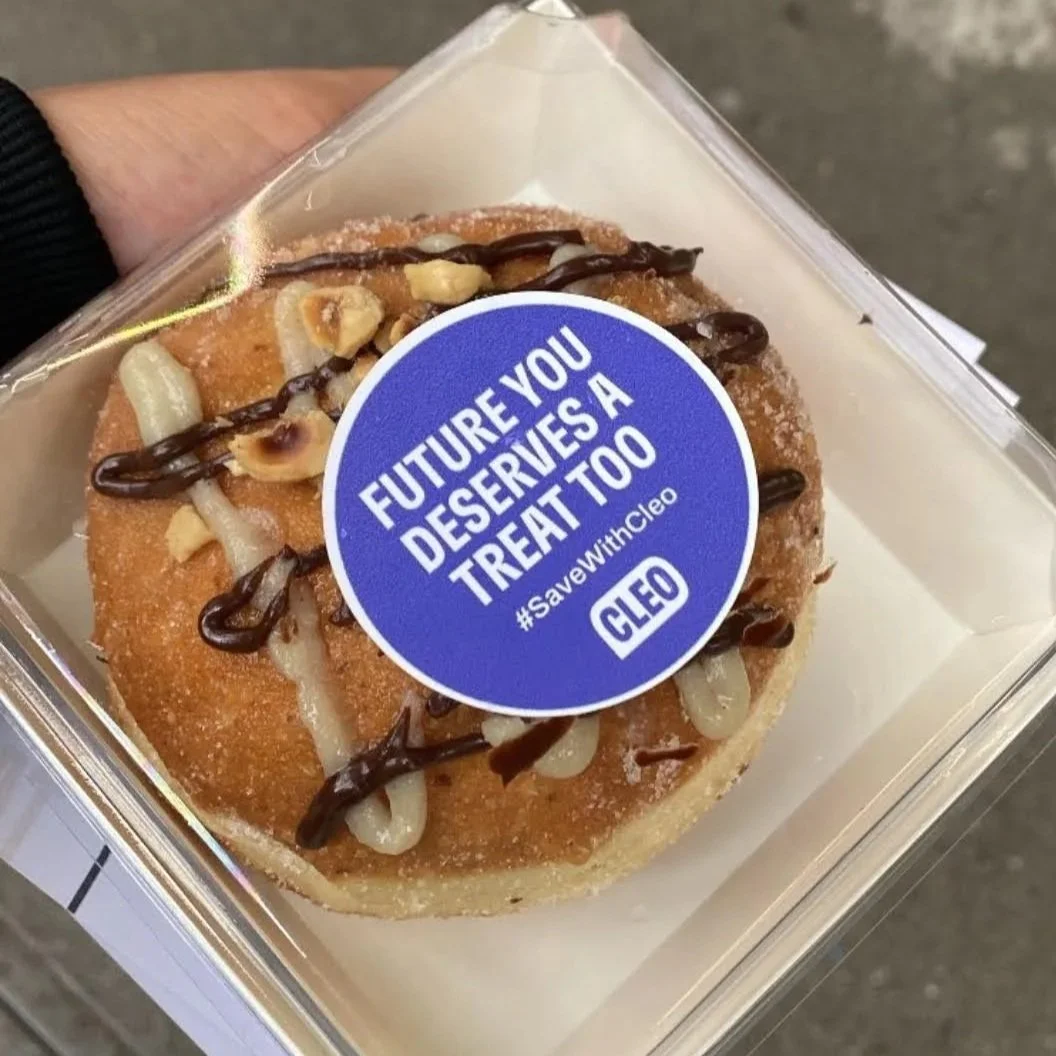 FUTURE YOU
DESERVES A
TREAT TOO
#SaveWithCleo
CLEO